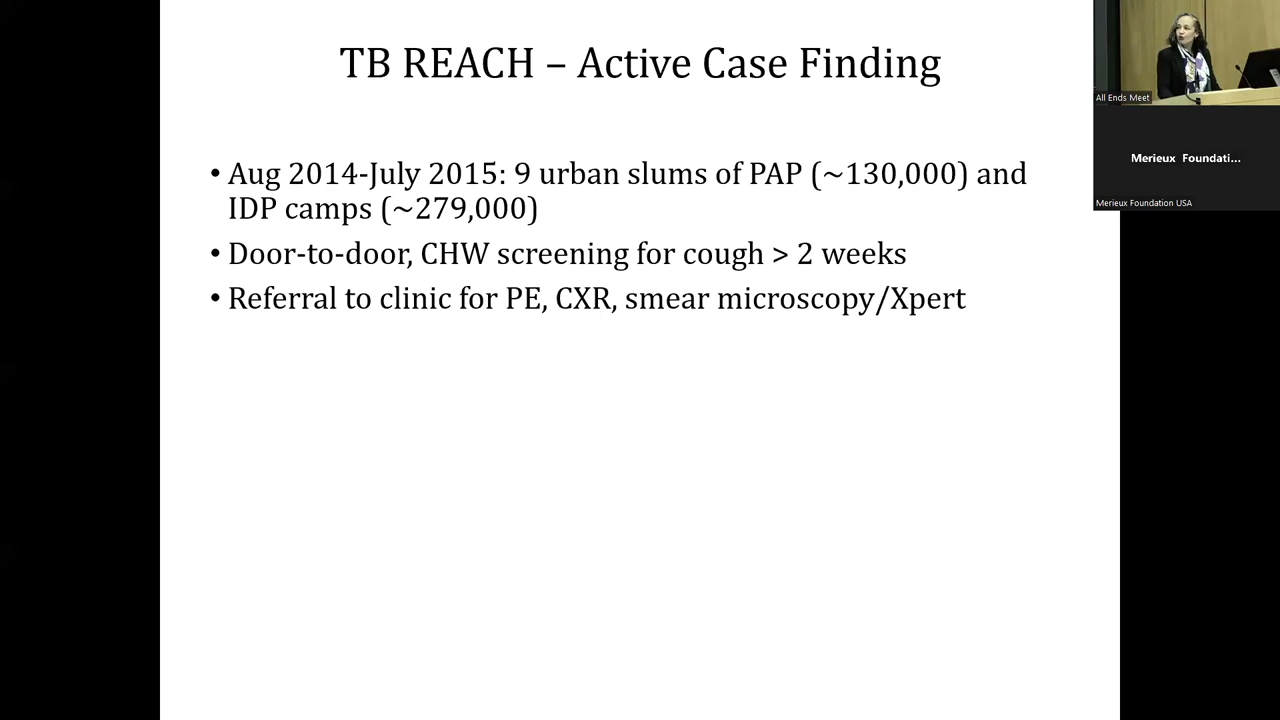 TB REACH – Active Case Finding
• Aug 2014-July 2015: 9 urban slums of PAP (~130,000) and
IDP camps (~279,000)
• Door-to-door, CHW screening for cough > 2 weeks
• Referral to clinic for PE, CXR, smear microscopy/Xpert
All Ends Meet
Merieux Foundati...
Merieux Foundation USA